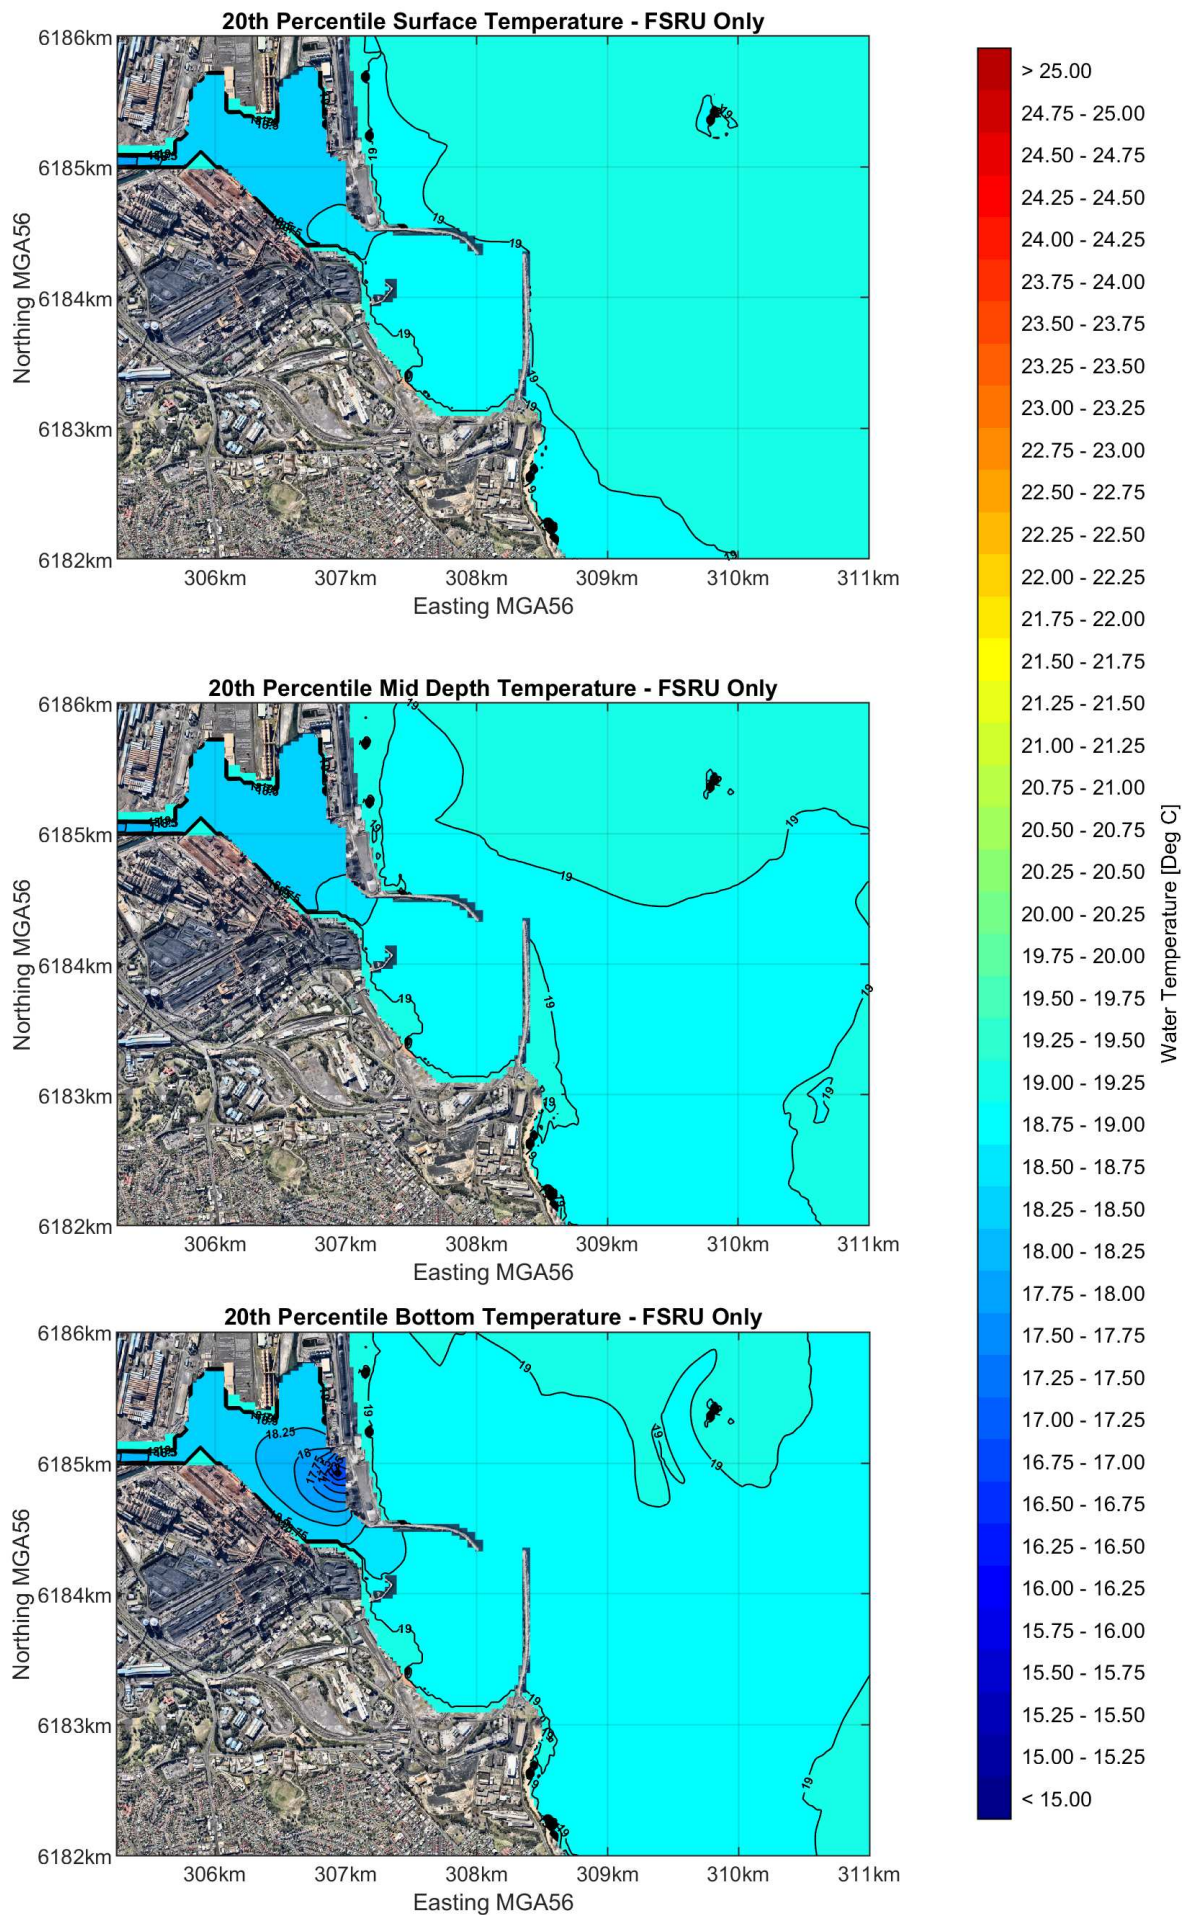 20th Percentile Surface Temperature - FSRU Only
6186km
6185km
6184km
6183km
6182km
Northing MGA56
306km 307km 308km 309km 310km 311km
Easting MGA56
19
19
19
19
19
19
19
19
20th Percentile Mid Depth Temperature - FSRU Only
6186km
6185km
6184km
6183km
6182km
Northing MGA56
306km 307km 308km 309km 310km 311km
Easting MGA56
19
19
19
19
19
19
19
19
19
20th Percentile Bottom Temperature - FSRU Only
6186km
6185km
6184km
6183km
6182km
Northing MGA56
306km 307km 308km 309km 310km 311km
Easting MGA56
18.25
18
17.75
19
19
19
19
19
19
19
> 25.00
24.75 - 25.00
24.50 - 24.75
24.25 - 24.50
24.00 - 24.25
23.75 - 24.00
23.50 - 23.75
23.25 - 23.50
23.00 - 23.25
22.75 - 23.00
22.50 - 22.75
22.25 - 22.50
22.00 - 22.25
21.75 - 22.00
21.50 - 21.75
21.25 - 21.50
21.00 - 21.25
20.75 - 21.00
20.50 - 20.75
20.25 - 20.50
20.00 - 20.25
19.75 - 20.00
19.50 - 19.75
19.25 - 19.50
19.00 - 19.25
18.75 - 19.00
18.50 - 18.75
18.25 - 18.50
18.00 - 18.25
17.75 - 18.00
17.50 - 17.75
17.25 - 17.50
17.00 - 17.25
16.75 - 17.00
16.50 - 16.75
16.25 - 16.50
16.00 - 16.25
15.75 - 16.00
15.50 - 15.75
15.25 - 15.50
15.00 - 15.25
< 15.00
Water Temperature [Deg C]